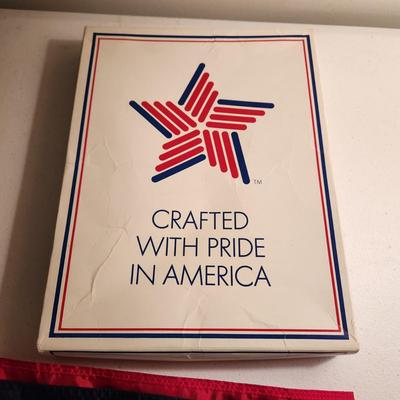 TM
CRAFTED
WITH PRIDE
IN AMERICA